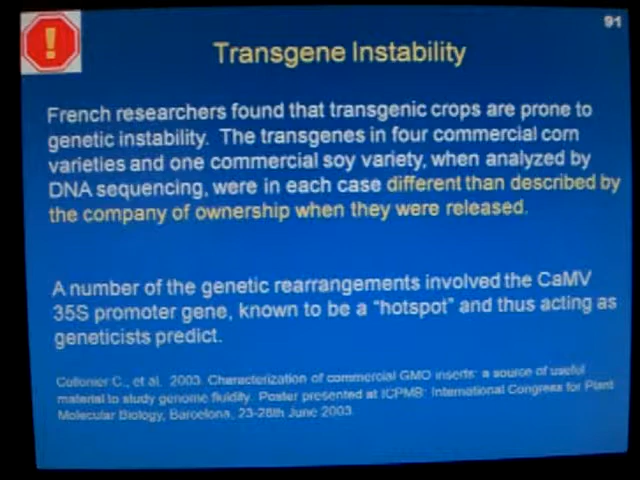 !
91
Transgene Instability
French researchers found that transgenic crops are prone to
genetic instability. The transgenes in four commercial corn
varieties and one commercial soy variety, when analyzed by
DNA sequencing, were in each case different than described by
the company of ownership when they were released.
A number of the genetic rearrangements involved the CaMV
35S promoter gene, known to be a "hotspot" and thus acting as
geneticists predict.
Collonier C., et al. 2003. Characterization of commercial GMO inserts: a source of useful
material to study genome fluidity. Poster presented at ICPMB: International Congress for Plant
Molecular Biology, Barcelona, 23-28th June 2003.